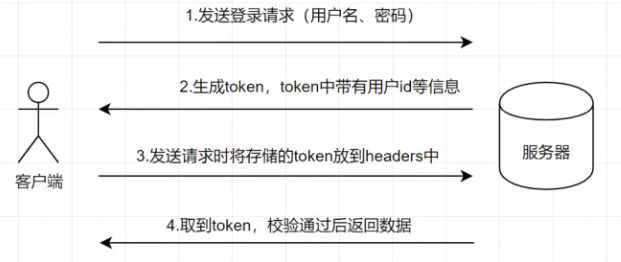 1.发送登录请求（用户名、密码）
2.生成token，token中带有用户id等信息
3.发送请求时将存储的token放到headers中
客户端
服务器
4.取到token，校验通过后返回数据